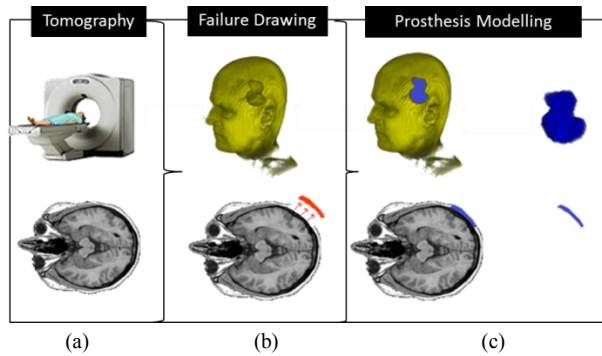 Tomography
Failure Drawing
Prosthesis Modelling
(a)
(b)
(c)